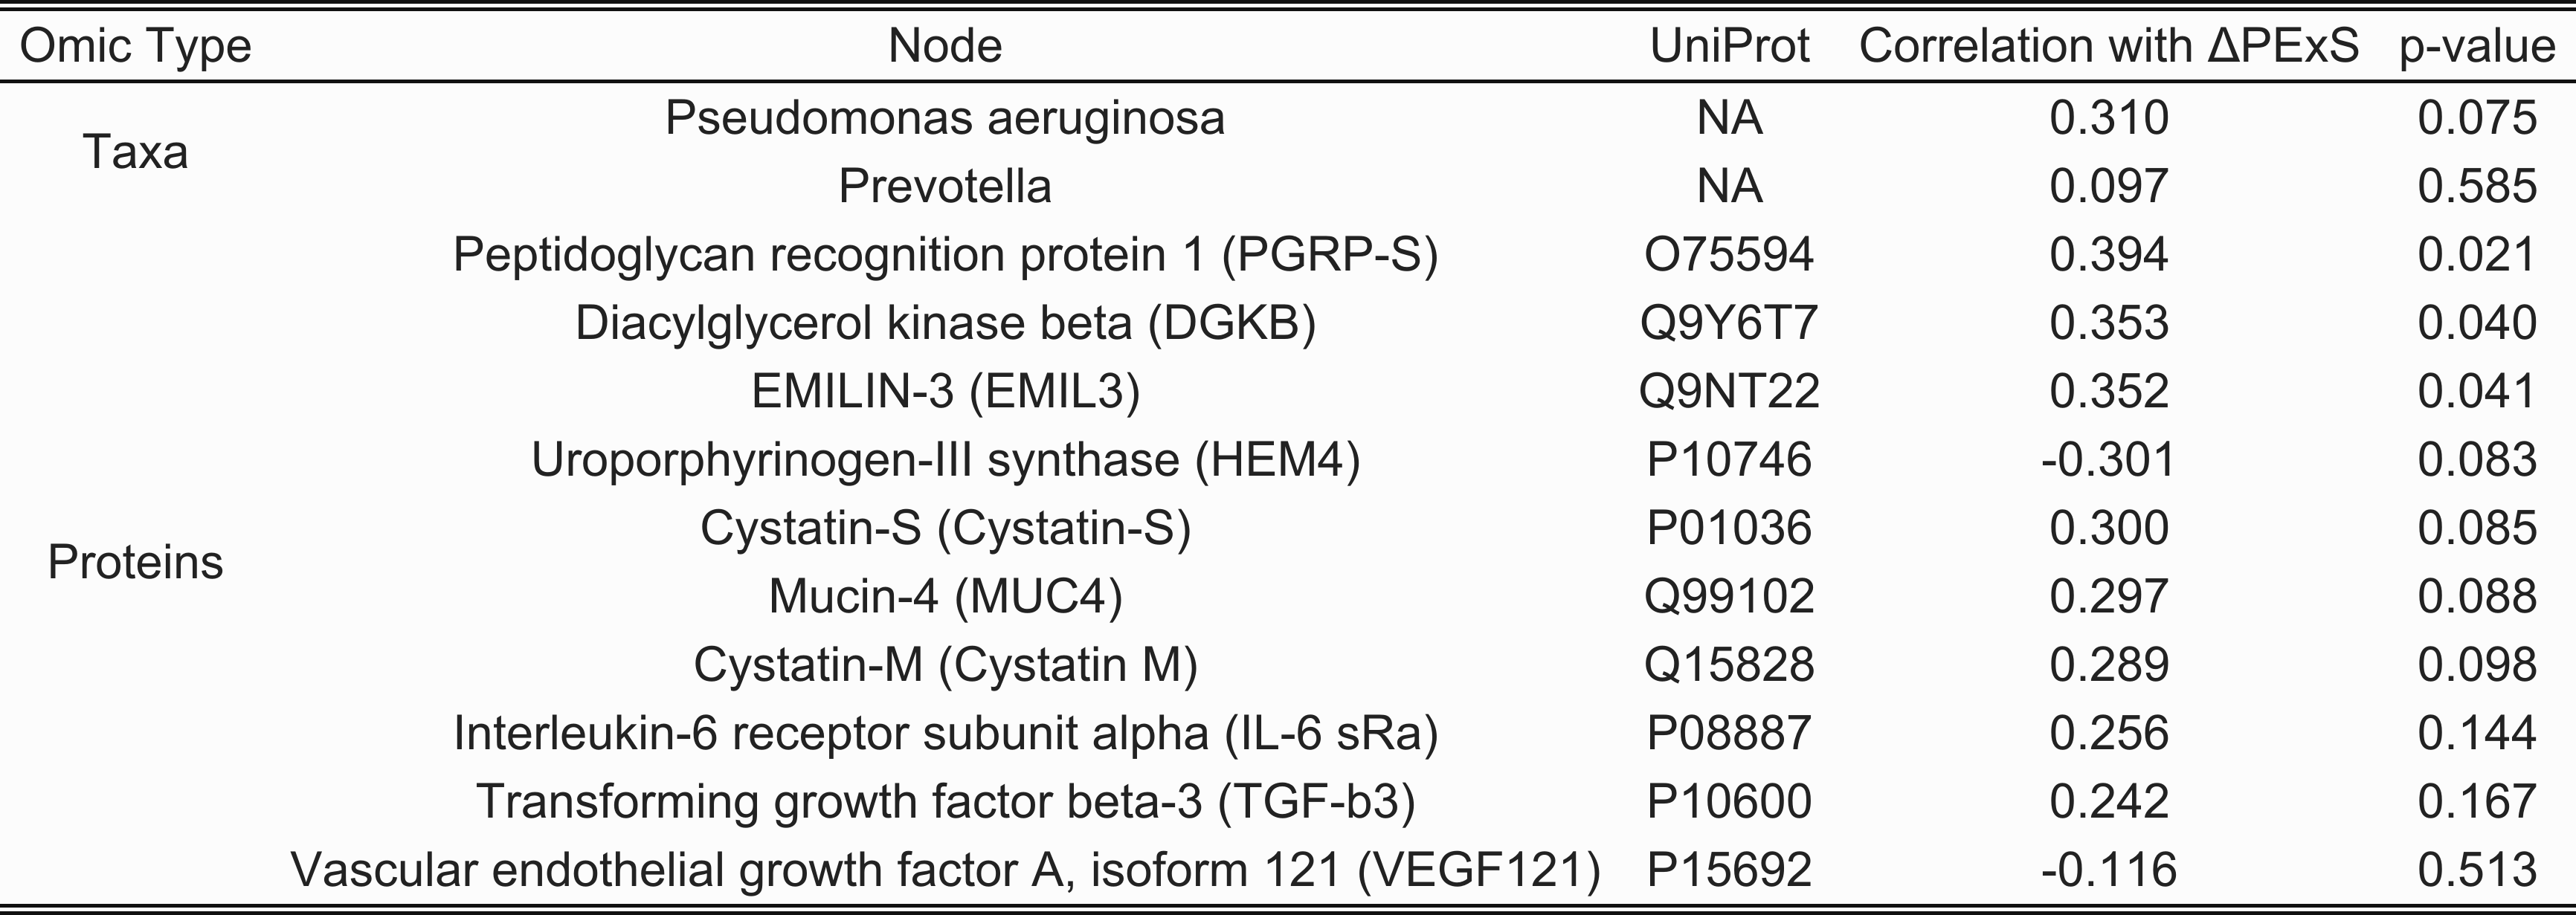 Omic Type Node UniProt Correlation with ΔPExS p-value
Taxa
Pseudomonas aeruginosa NA 0.310 0.075
Prevotella NA 0.097 0.585
Proteins
Peptidoglycan recognition protein 1 (PGRP-S) O75594 0.394 0.021
Diacylglycerol kinase beta (DGKB) Q9Y6T7 0.353 0.040
EMILIN-3 (EMIL3) Q9NT22 0.352 0.041
Uroporphyrinogen-III synthase (HEM4) P10746 -0.301 0.083
Cystatin-S (Cystatin-S) P01036 0.300 0.085
Mucin-4 (MUC4) Q99102 0.297 0.088
Cystatin-M (Cystatin M) Q15828 0.289 0.098
Interleukin-6 receptor subunit alpha (IL-6 sRa) P08887 0.256 0.144
Transforming growth factor beta-3 (TGF-b3) P10600 0.242 0.167
Vascular endothelial growth factor A, isoform 121 (VEGF121) P15692 -0.116 0.513